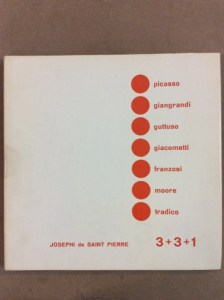 picasso
giangrandi
guttuso
giacometti
franzosi
moore
tradico
JOSEPHI de SAINT PIERRE 3+3+1